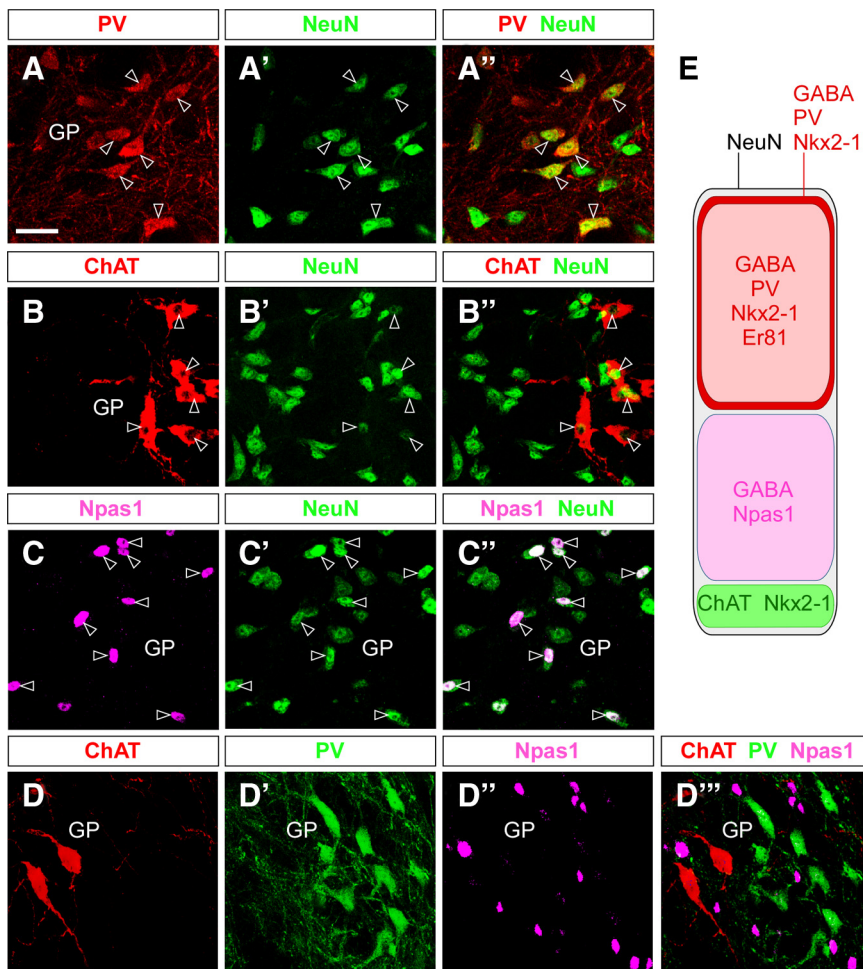 PV NeuN PV NeuN
A A' A'' E
GP
GABA
PV
Nkx2-1
NeuN
GABA
PV
Nkx2-1
Er81
GABA
Npas1
ChAT Nkx2-1
ChAT NeuN ChAT NeuN
B B' B''
GP
Npas1 NeuN Npas1 NeuN
C C' C''
GP GP GP
ChAT PV Npas1 ChAT PV Npas1
D D' D'' D'''
GP GP GP GP